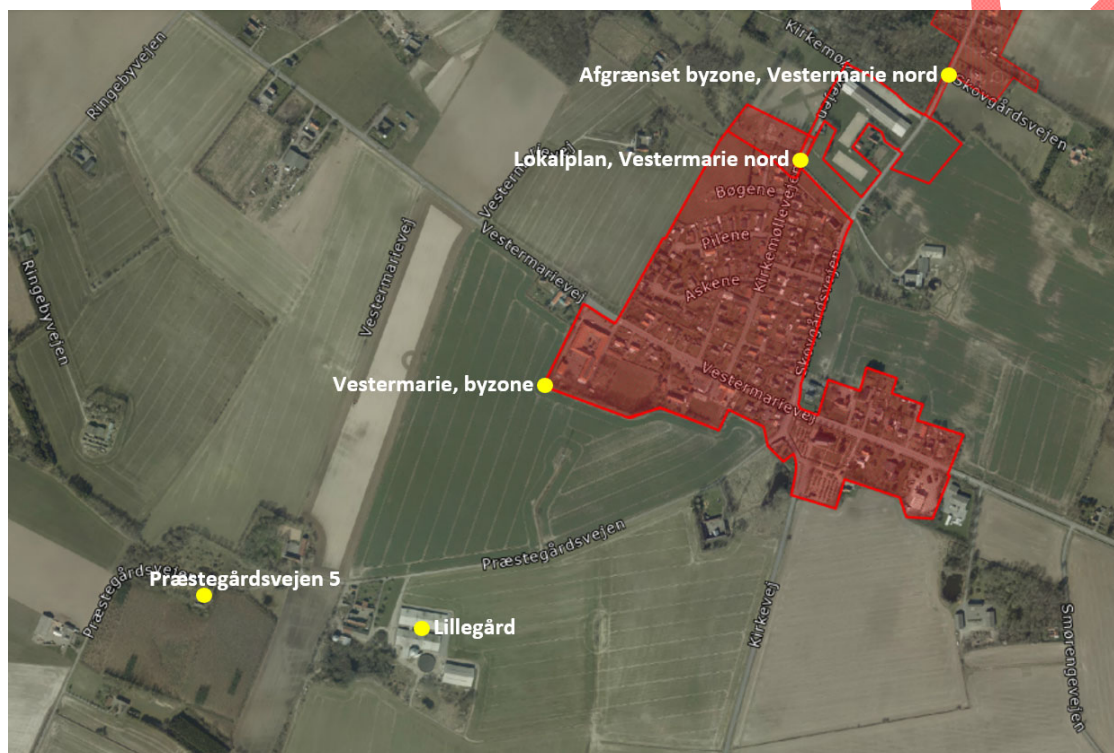 Ringebyvejen
Kirkemøllevejen
Afgrænset byzone, Vestermarie nord
Skovgårdsvejen
Lokalplan, Vestermarie nord
Vestermarievej
Vestermarievej
Vestermarievej
Bøgene
Pilene
Askene
Kirkemøllevejen
Skovgårdsvejen
Ringebyvejen
Vestermarie, byzone
Vestermarievej
Præstegårdsvejen
Præstegårdsvejen
Præstegårdsvejen 5
Lillegård
Kirkevej
Smørengevejen